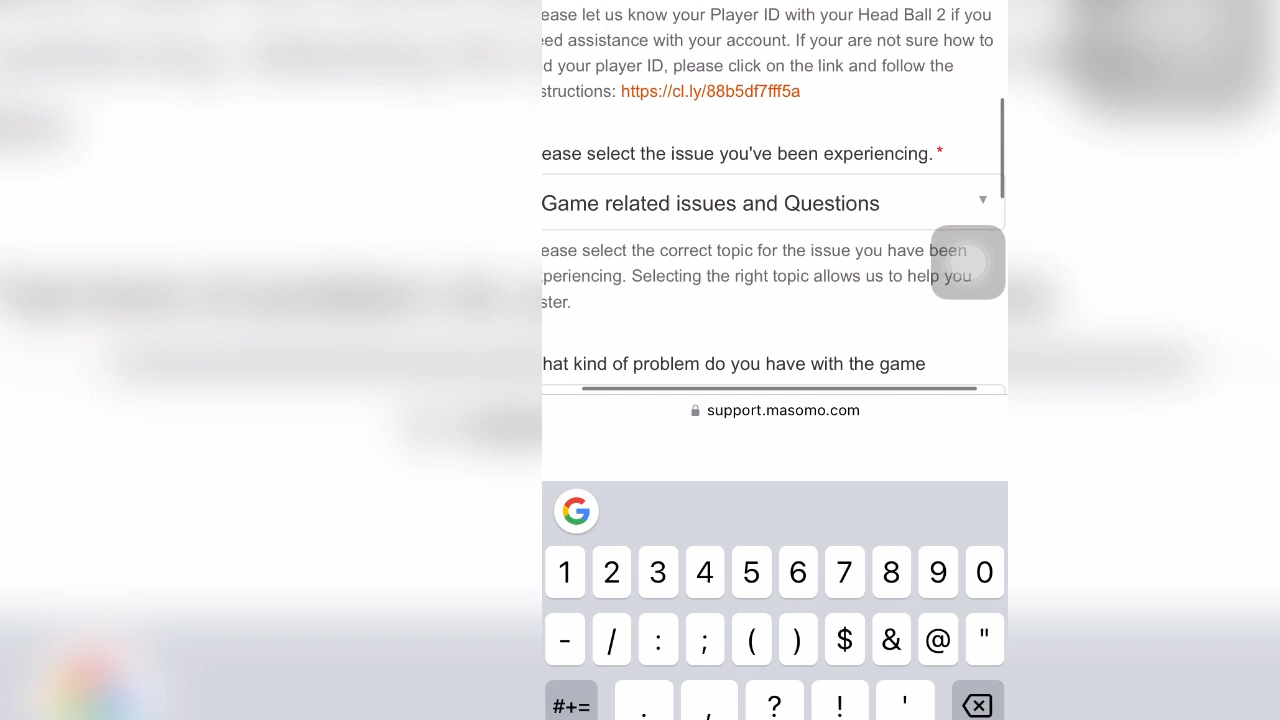 ease let us know your Player ID with your Head Ball 2 if you
ed assistance with your account. If your are not sure how to
d your player ID, please click on the link and follow the
structions: https://cl.ly/88b5df7fff5a
ease select the issue you've been experiencing.*
Game related issues and Questions ▼
ease select the correct topic for the issue you have been
periencing. Selecting the right topic allows us to help you
ster.
hat kind of problem do you have with the game
support.masomo.com
G
1 2 3 4 5 6 7 8 9 0
- / : ; ( ) $ & @ "
#+= . , ? ! '